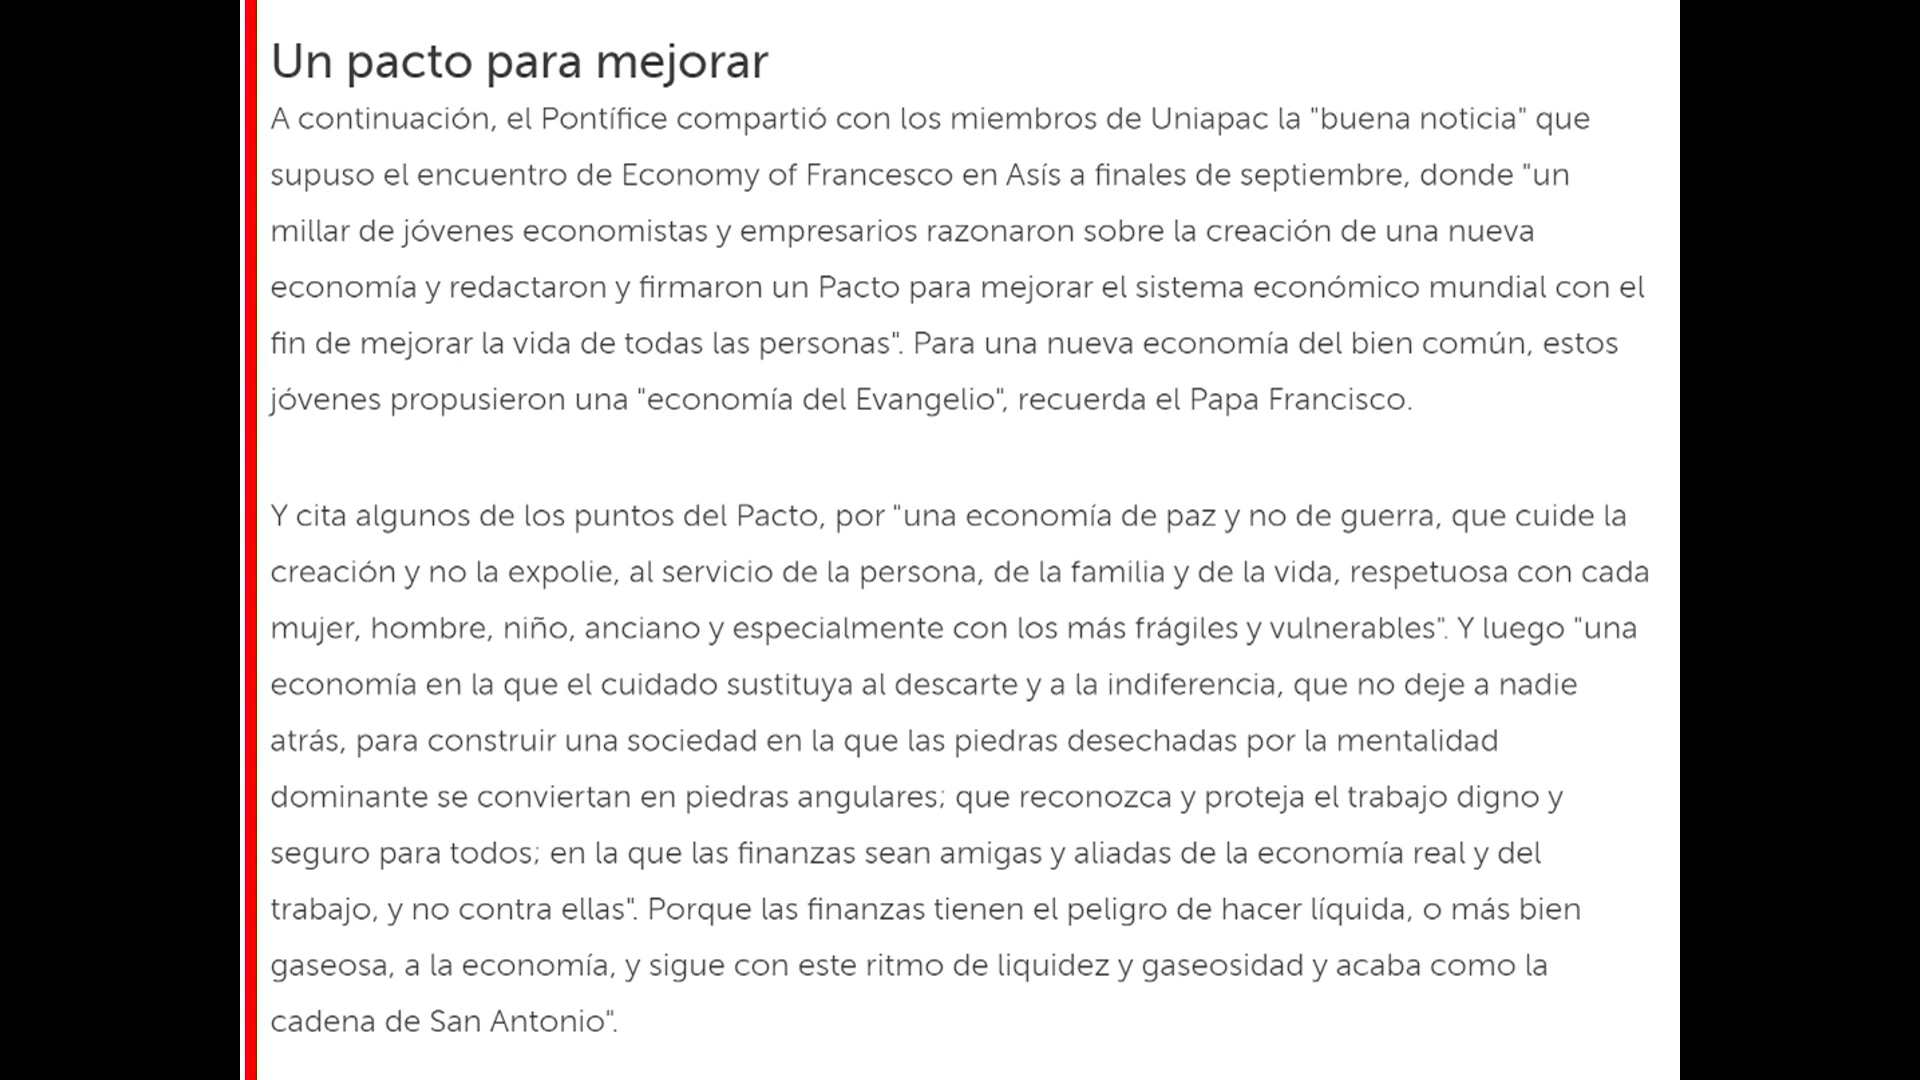 Un pacto para mejorar
A continuación, el Pontífice compartió con los miembros de Uniapac la "buena noticia" que
supuso el encuentro de Economy of Francesco en Asís a finales de septiembre, donde "un
millar de jóvenes economistas y empresarios razonaron sobre la creación de una nueva
economía y redactaron y firmaron un Pacto para mejorar el sistema económico mundial con el
fin de mejorar la vida de todas las personas". Para una nueva economía del bien común, estos
jóvenes propusieron una "economía del Evangelio", recuerda el Papa Francisco.
Y cita algunos de los puntos del Pacto, por "una economía de paz y no de guerra, que cuide la
creación y no la expolie, al servicio de la persona, de la familia y de la vida, respetuosa con cada
mujer, hombre, niño, anciano y especialmente con los más frágiles y vulnerables". Y luego "una
economía en la que el cuidado sustituya al descarte y a la indiferencia, que no deje a nadie
atrás, para construir una sociedad en la que las piedras desechadas por la mentalidad
dominante se conviertan en piedras angulares; que reconozca y proteja el trabajo digno y
seguro para todos; en la que las finanzas sean amigas y aliadas de la economía real y del
trabajo, y no contra ellas". Porque las finanzas tienen el peligro de hacer líquida, o más bien
gaseosa, a la economía, y sigue con este ritmo de liquidez y gaseosidad y acaba como la
cadena de San Antonio".